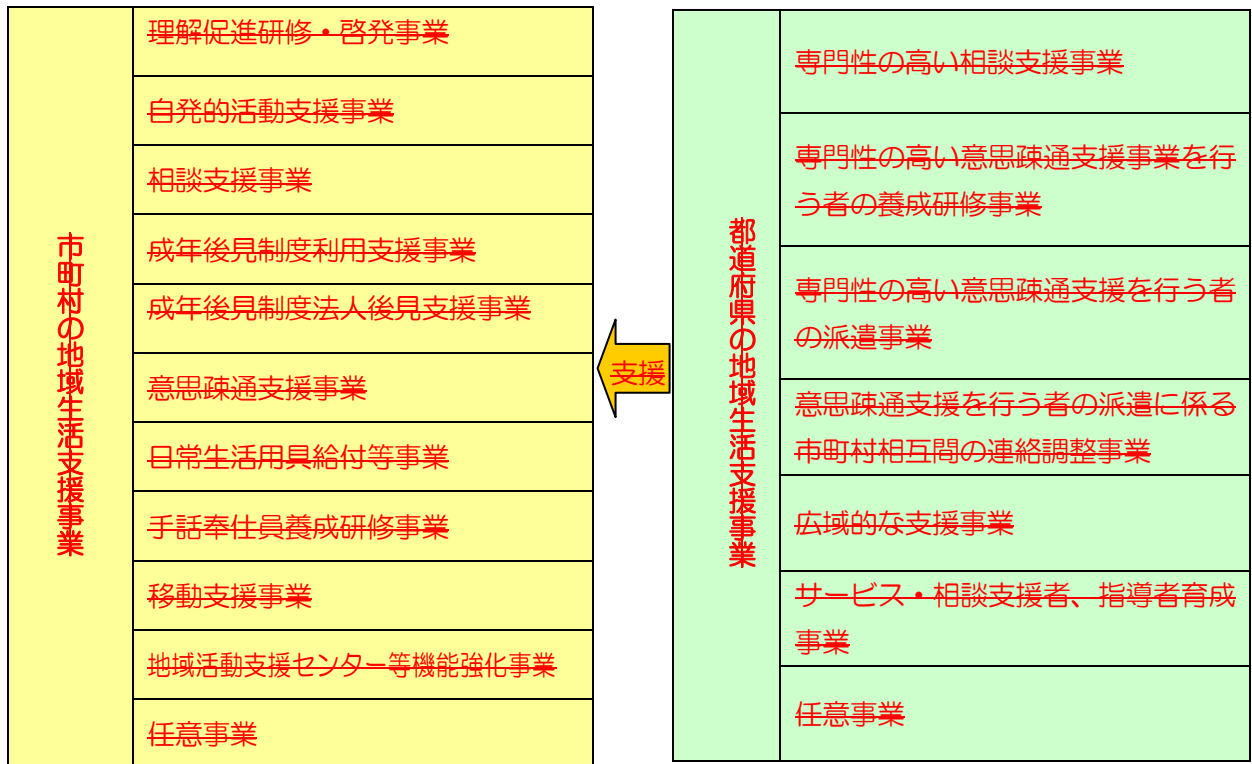 市町村の地域生活支援事業
理解促進研修・啓発事業
自発的活動支援事業
相談支援事業
成年後見制度利用支援事業
成年後見制度法人後見支援事業
意思疎通支援事業
日常生活用具給付等事業
手話奉仕員養成研修事業
移動支援事業
地域活動支援センター等機能強化事業
任意事業
支援
都道府県の地域生活支援事業
専門性の高い相談支援事業
専門性の高い意思疎通支援事業を行
う者の養成研修事業
専門性の高い意思疎通支援を行う者
の派遣事業
意思疎通支援を行う者の派遣に係る
市町村相互間の連絡調整事業
広域的な支援事業
サービス・相談支援者、指導者育成
事業
任意事業